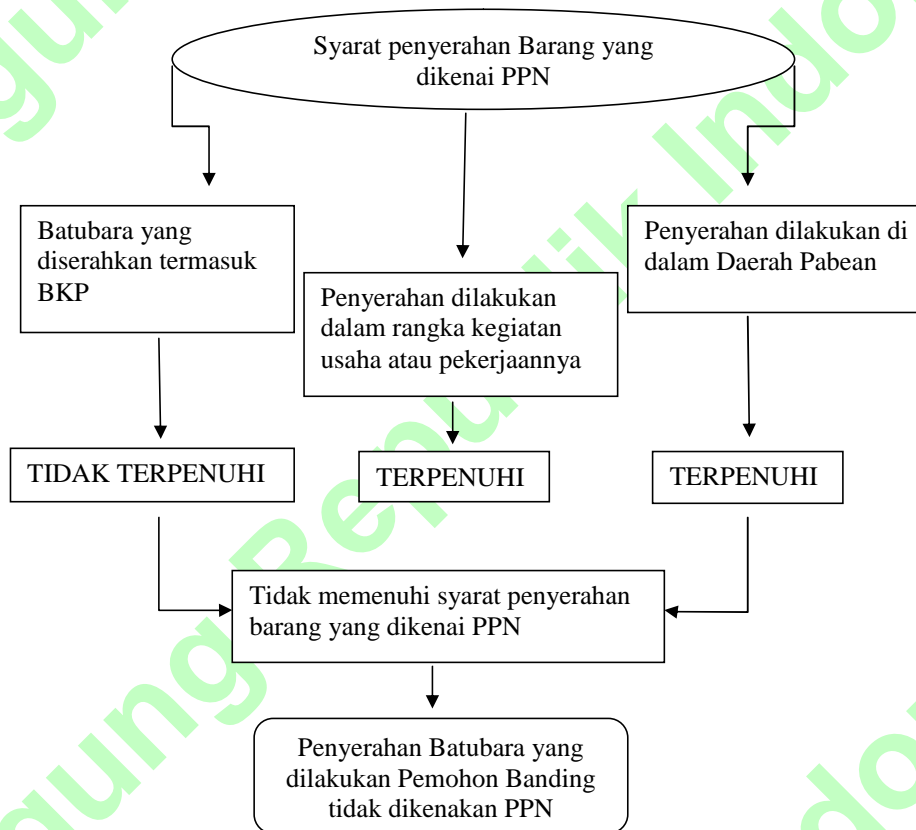 Syarat penyerahan Barang yang
dikenai PPN
Batubara yang
diserahkan termasuk
BKP
Penyerahan dilakukan
dalam rangka kegiatan
usaha atau pekerjaannya
Penyerahan dilakukan di
dalam Daerah Pabean
TIDAK TERPENUHI
TERPENUHI
TERPENUHI
Tidak memenuhi syarat penyerahan
barang yang dikenai PPN
Penyerahan Batubara yang
dilakukan Pemohon Banding
tidak dikenakan PPN